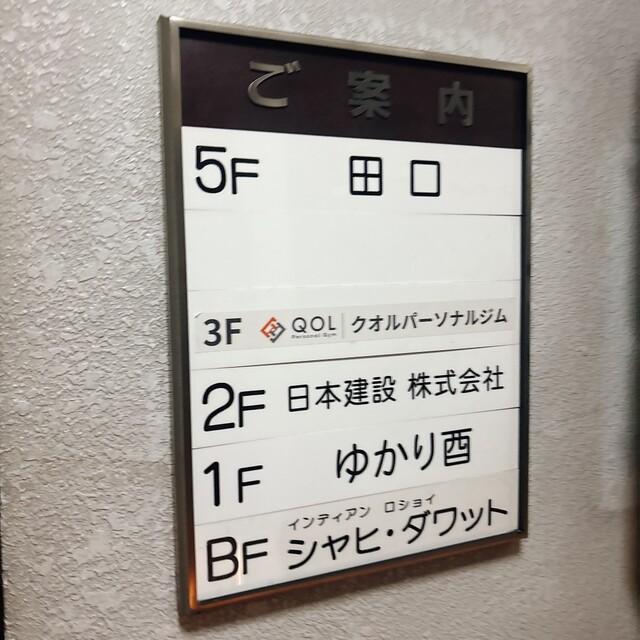 ご案内
5F 田口
3F QOL Personal Gym クオルパーソナルジム
2F 日本建設 株式会社
1F ゆかり酉
インディアン ロショイ
BF シャヒ・ダワット